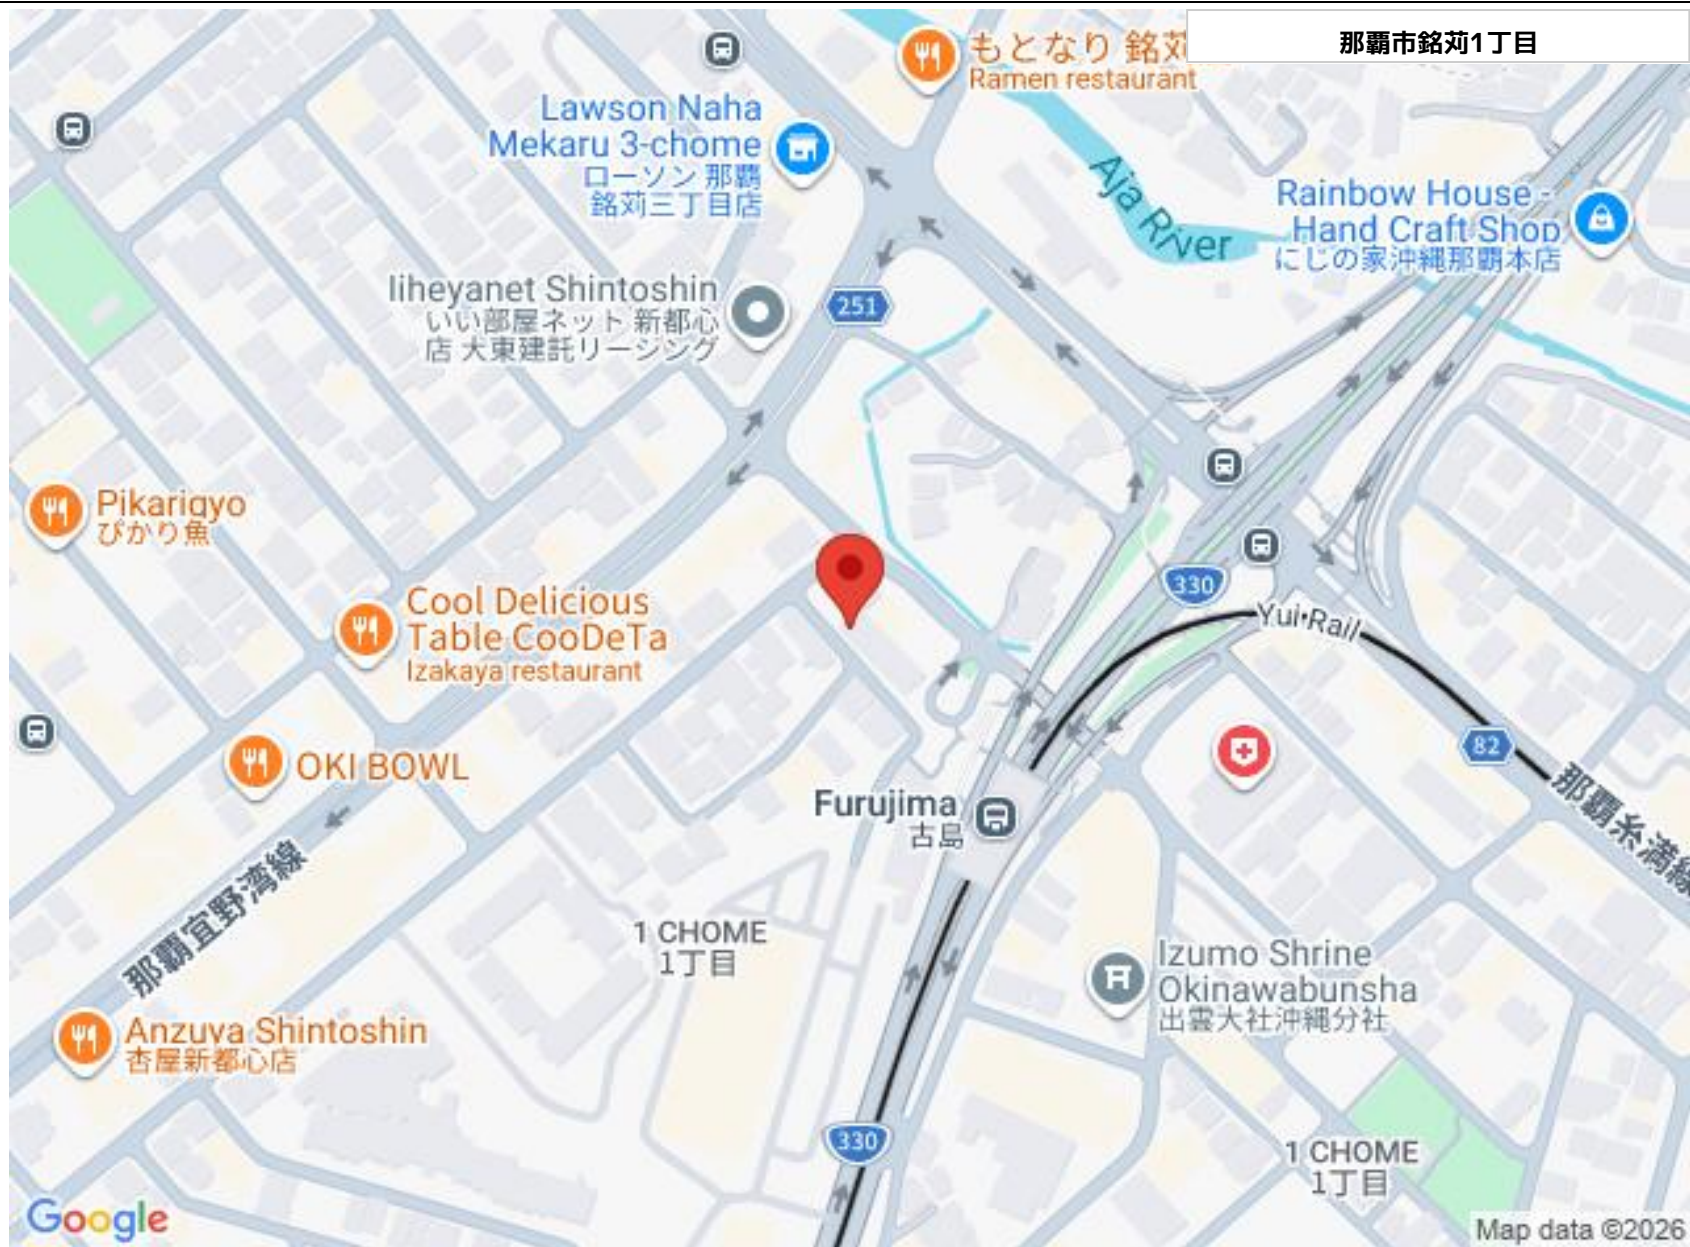 那覇市銘苅1丁目
もとなり 銘苅
Ramen restaurant
Lawson Naha
Mekaru 3-chome
ローソン 那覇
銘苅三丁目店
Aja River
Rainbow House -
Hand Craft Shop
にじの家沖縄那覇本店
Iiheyanet Shintoshin
いい部屋ネット 新都心
店 大東建託リーシング
251
Pikarigyo
ぴかり魚
330
Cool Delicious
Table CooDeTa
Izakaya restaurant
Yui Rail
OKI BOWL
82
那覇糸満線
Furujima
古島
那覇宜野湾線
1 CHOME
1丁目
Izumo Shrine
Okinawabunsha
出雲大社沖縄分社
Anzuya Shintoshin
杏屋新都心店
330
1 CHOME
1丁目
Google
Map data ©2026